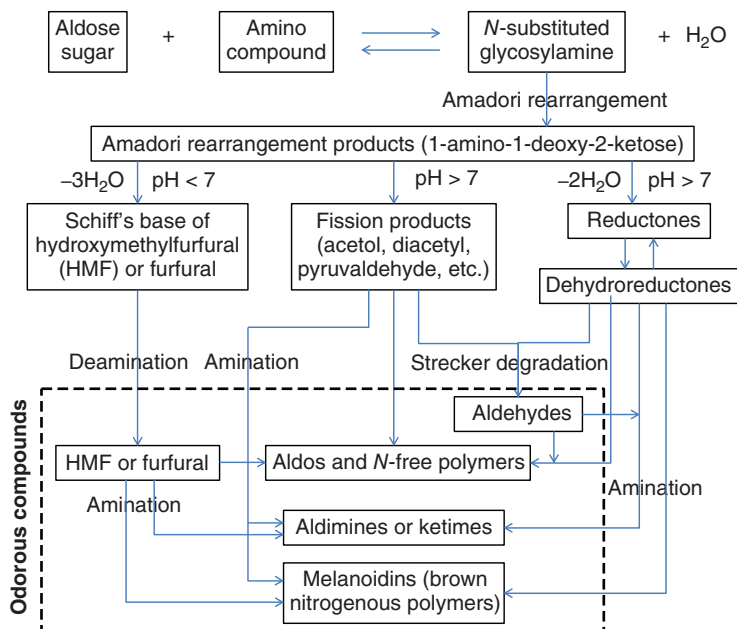 Aldose sugar + Amino compound N-substituted glycosylamine + H₂O
Amadori rearrangement
Amadori rearrangement products (1-amino-1-deoxy-2-ketose)
–3H₂O pH < 7
pH > 7
–2H₂O pH > 7
Schiff's base of
hydroxymethylfurfural
(HMF) or furfural
Fission products
(acetol, diacetyl,
pyruvaldehyde, etc.)
Reductones
Dehydroreductones
Deamination
Amination
Strecker degradation
Odorous compounds
Aldehydes
HMF or furfural
Aldos and N-free polymers
Amination
Amination
Aldimines or ketimes
Melanoidins (brown
nitrogenous polymers)